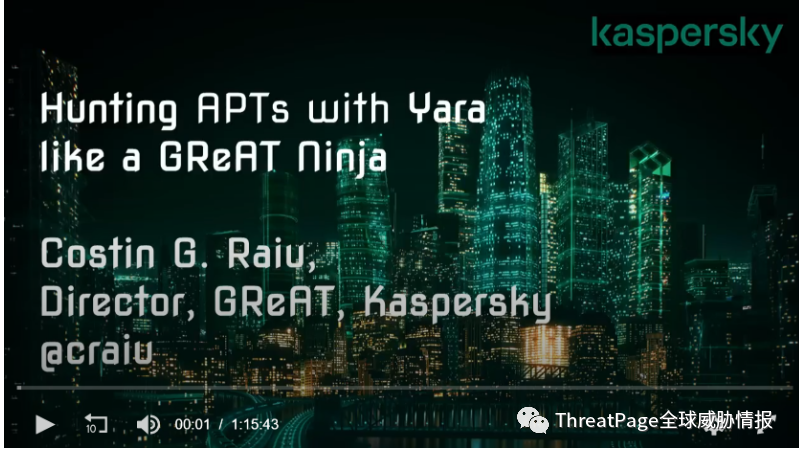 kaspersky
Hunting APTs with Yara
like a GReAT Ninja
Costin G. Raiu,
Director, GReAT, Kaspersky
@craiu
10
00:01 / 1:15:43
ThreatPage全球威胁情报